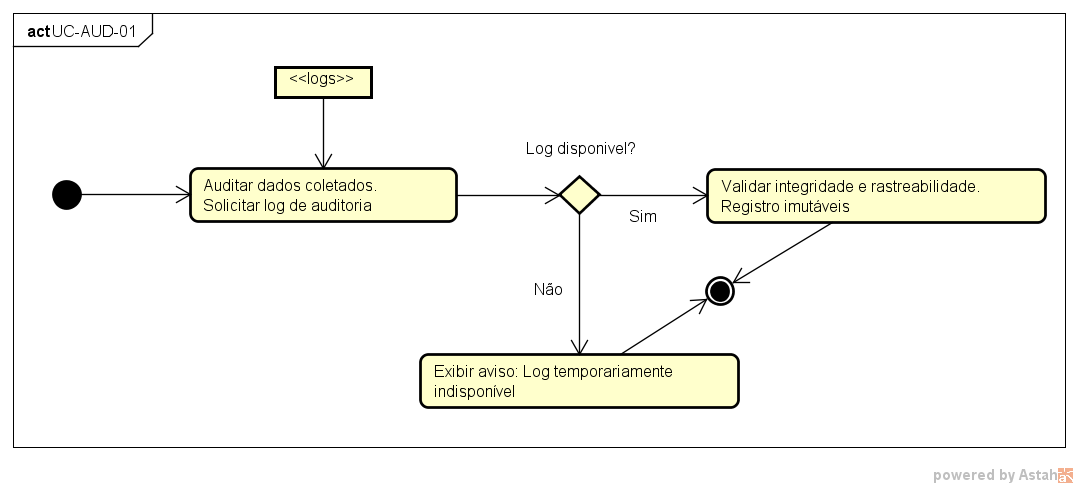 act UC-AUD-01
<<logs>>
Log disponivel?
Auditar dados coletados.
Solicitar log de auditoria
Validar integridade e rastreabilidade.
Registro imutáveis
Sim
Não
Exibir aviso: Log temporariamente
indisponível
powered by Astah